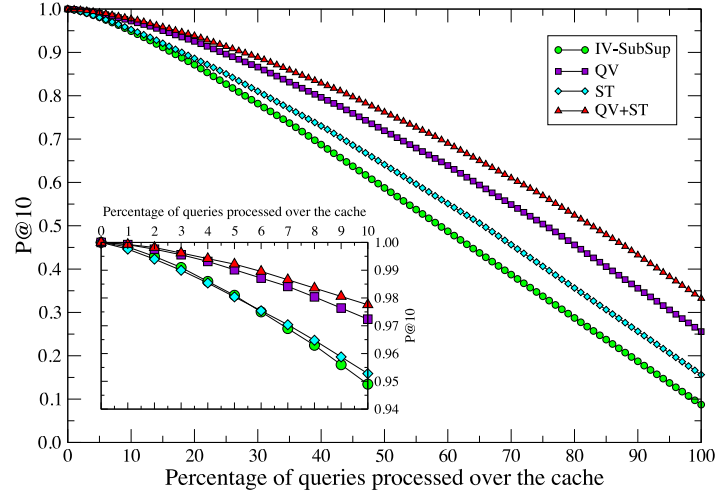 1.0
0.9
0.8
0.7
0.6
0.5
0.4
0.3
0.2
0.1
0.0
P@10
IV-SubSup
QV
ST
QV+ST
Percentage of queries processed over the cache
0 1 2 3 4 5 6 7 8 9 10
1.00
0.99
0.98
0.97
0.96
0.95
0.94
P@10
0 10 20 30 40 50 60 70 80 90 100
Percentage of queries processed over the cache